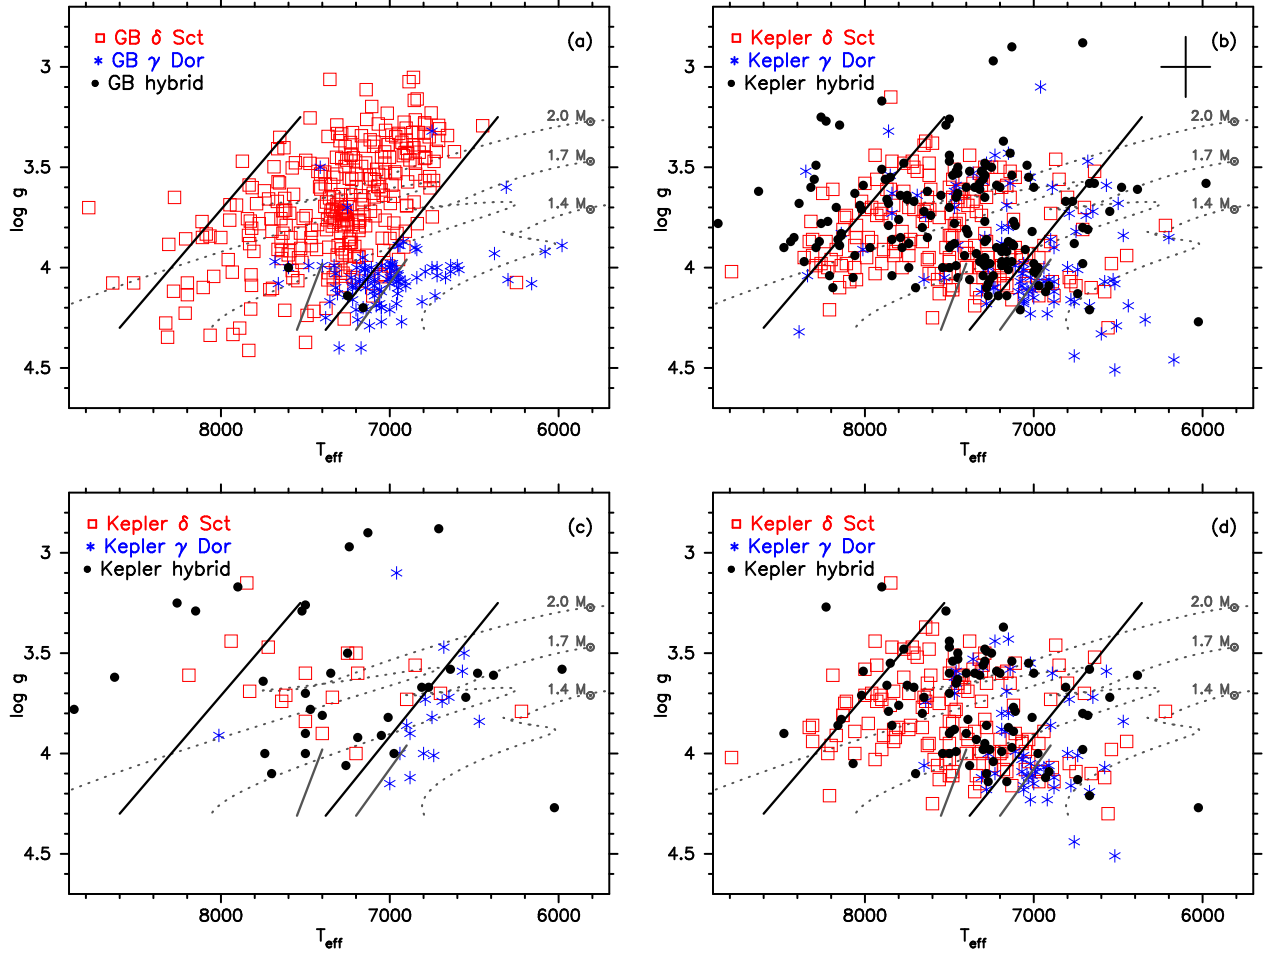 GB δ Sct
GB γ Dor
GB hybrid
(a)
2.0 M⊙
1.7 M⊙
1.4 M⊙
3
3.5
4
4.5
log g
8000 7000 6000
Teff
Kepler δ Sct
Kepler γ Dor
Kepler hybrid
(b)
2.0 M⊙
1.7 M⊙
1.4 M⊙
3
3.5
4
4.5
log g
8000 7000 6000
Teff
Kepler δ Sct
Kepler γ Dor
Kepler hybrid
(c)
2.0 M⊙
1.7 M⊙
1.4 M⊙
3
3.5
4
4.5
log g
8000 7000 6000
Teff
Kepler δ Sct
Kepler γ Dor
Kepler hybrid
(d)
2.0 M⊙
1.7 M⊙
1.4 M⊙
3
3.5
4
4.5
log g
8000 7000 6000
Teff